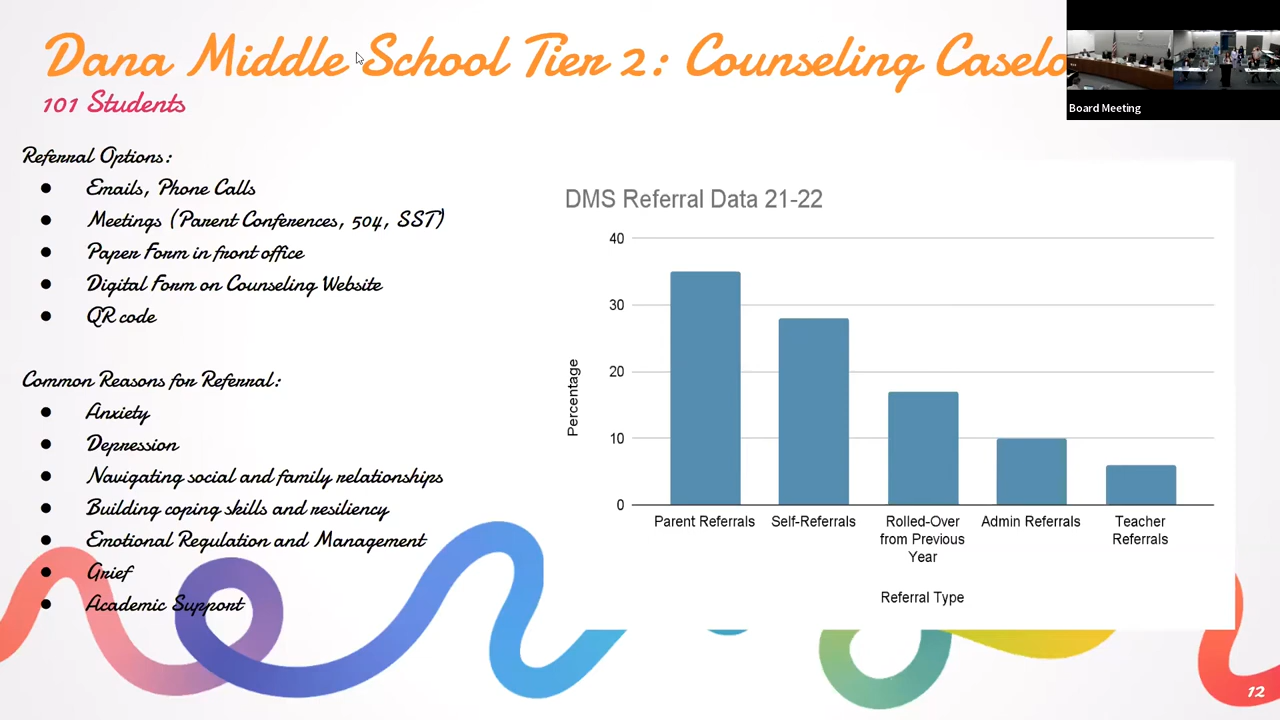 Dana Middle School Tier 2: Counseling
Board Meeting
101 Students
Referral Options:
● Emails, Phone Calls
● Meetings (Parent Conferences, 504, SST)
● Paper Form in front office
● Digital Form on Counseling Website
● QR code
Common Reasons for Referral:
● Anxiety
● Depression
● Navigating social and family relationships
● Building coping skills and resiliency
● Emotional Regulation and Management
● Grief
● Academic Support
DMS Referral Data 21-22
Percentage
40
30
20
10
0
Parent Referrals
Self-Referrals
Rolled-Over
from Previous
Year
Admin Referrals
Teacher
Referrals
Referral Type
12